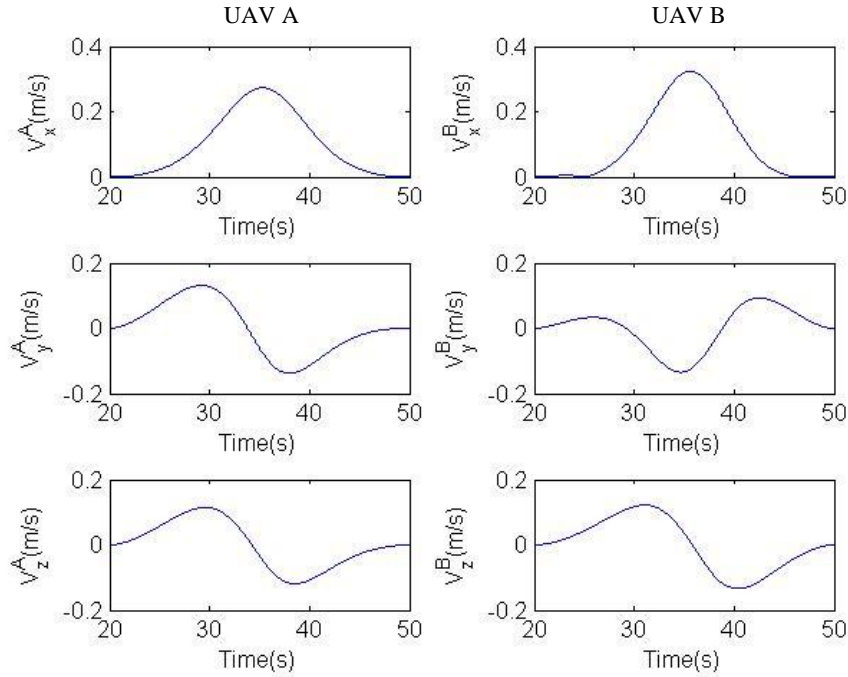 UAV A
UAV B
0.4
0.2
0
V_x^A(m/s)
20 30 40 50
Time(s)
0.4
0.2
0
V_x^B(m/s)
20 30 40 50
Time(s)
0.2
0
-0.2
V_y^A(m/s)
20 30 40 50
Time(s)
0.2
0
-0.2
V_y^B(m/s)
20 30 40 50
Time(s)
0.2
0
-0.2
V_z^A(m/s)
20 30 40 50
Time(s)
0.2
0
-0.2
V_z^B(m/s)
20 30 40 50
Time(s)